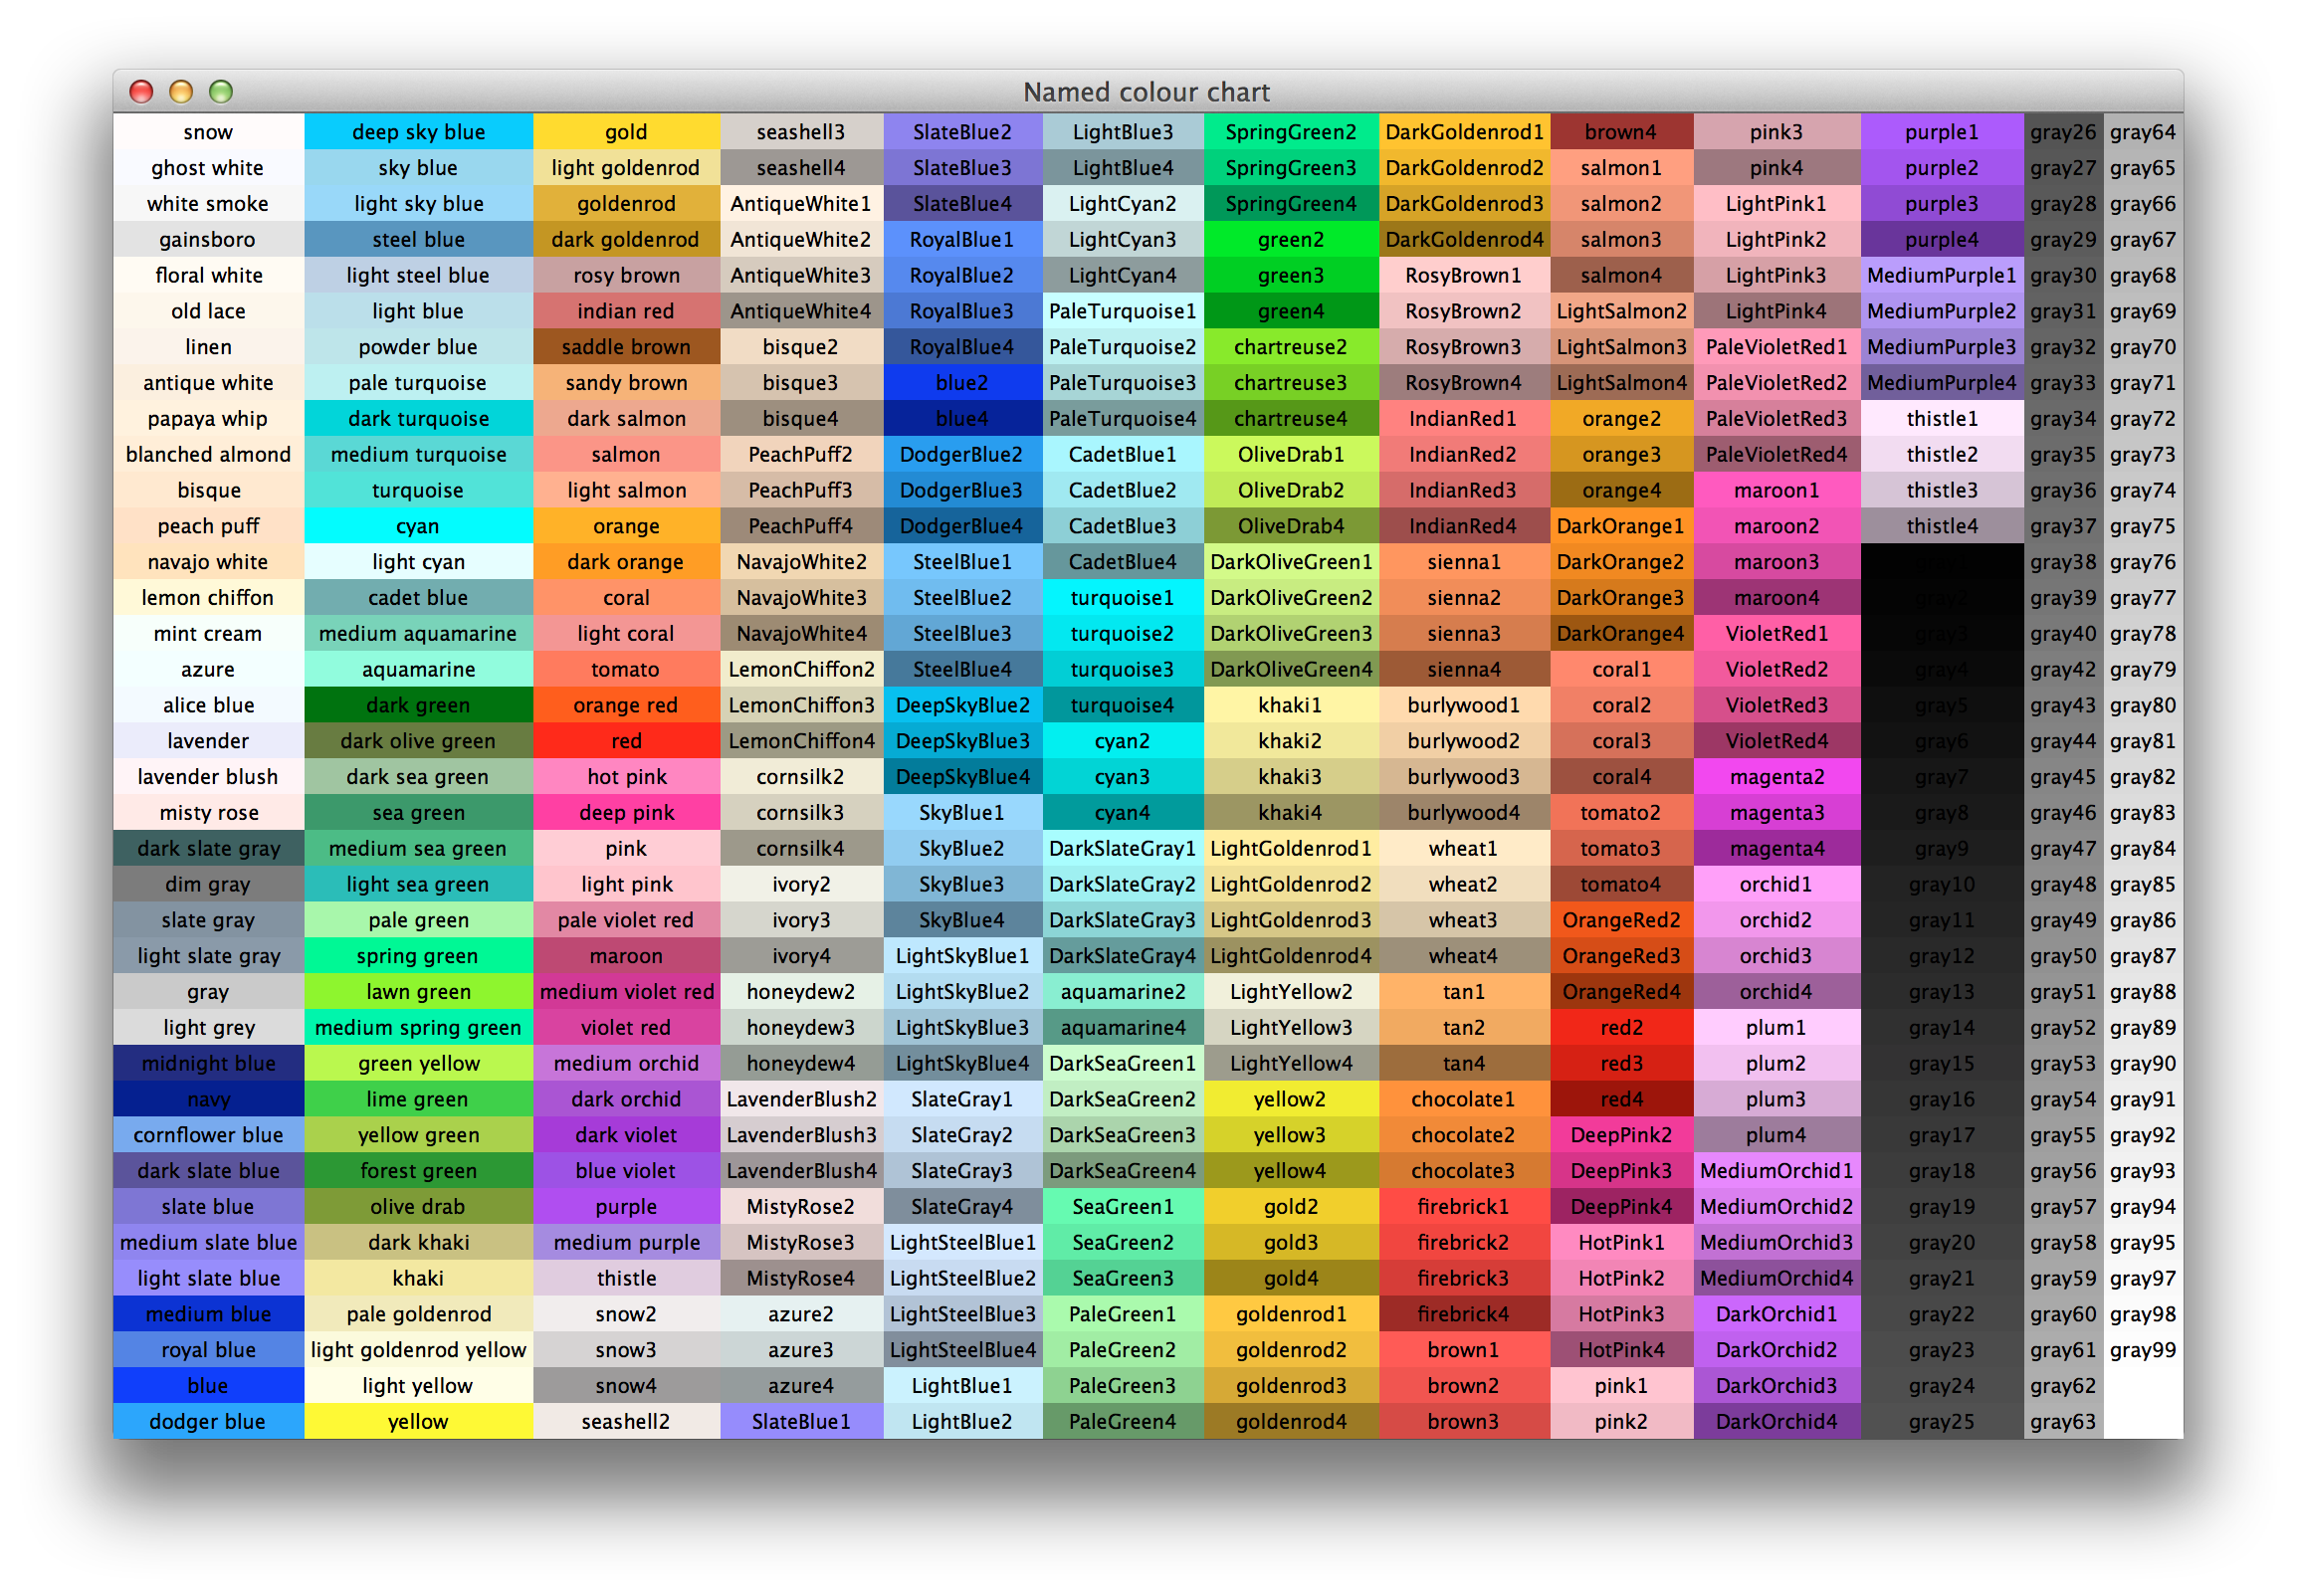 Named colour chart
snow deep sky blue gold seashell3 SlateBlue2 LightBlue3 SpringGreen2 DarkGoldenrod1 brown4 pink3 purple1 gray26 gray64
ghost white sky blue light goldenrod seashell4 SlateBlue3 LightBlue4 SpringGreen3 DarkGoldenrod2 salmon1 pink4 purple2 gray27 gray65
white smoke light sky blue goldenrod AntiqueWhite1 SlateBlue4 LightCyan2 SpringGreen4 DarkGoldenrod3 salmon2 LightPink1 purple3 gray28 gray66
gainsboro steel blue dark goldenrod AntiqueWhite2 RoyalBlue1 LightCyan3 green2 DarkGoldenrod4 salmon3 LightPink2 purple4 gray29 gray67
floral white light steel blue rosy brown AntiqueWhite3 RoyalBlue2 LightCyan4 green3 RosyBrown1 salmon4 LightPink3 MediumPurple1 gray30 gray68
old lace light blue indian red AntiqueWhite4 RoyalBlue3 PaleTurquoise1 green4 RosyBrown2 LightSalmon2 LightPink4 MediumPurple2 gray31 gray69
linen powder blue saddle brown bisque2 RoyalBlue4 PaleTurquoise2 chartreuse2 RosyBrown3 LightSalmon3 PaleVioletRed1 MediumPurple3 gray32 gray70
antique white pale turquoise sandy brown bisque3 blue2 PaleTurquoise3 chartreuse3 RosyBrown4 LightSalmon4 PaleVioletRed2 MediumPurple4 gray33 gray71
papaya whip dark turquoise dark salmon bisque4 blue4 PaleTurquoise4 chartreuse4 IndianRed1 orange2 PaleVioletRed3 thistle1 gray34 gray72
blanched almond medium turquoise salmon PeachPuff2 DodgerBlue2 CadetBlue1 OliveDrab1 IndianRed2 orange3 PaleVioletRed4 thistle2 gray35 gray73
bisque turquoise light salmon PeachPuff3 DodgerBlue3 CadetBlue2 OliveDrab2 IndianRed3 orange4 maroon1 thistle3 gray36 gray74
peach puff cyan orange PeachPuff4 DodgerBlue4 CadetBlue3 OliveDrab4 IndianRed4 DarkOrange1 maroon2 thistle4 gray37 gray75
navajo white light cyan dark orange NavajoWhite2 SteelBlue1 CadetBlue4 DarkOliveGreen1 sienna1 DarkOrange2 maroon3 gray38 gray76
lemon chiffon cadet blue coral NavajoWhite3 SteelBlue2 turquoise1 DarkOliveGreen2 sienna2 DarkOrange3 maroon4 gray2 gray39 gray77
mint cream medium aquamarine light coral NavajoWhite4 SteelBlue3 turquoise2 DarkOliveGreen3 sienna3 DarkOrange4 VioletRed1 gray3 gray40 gray78
azure aquamarine tomato LemonChiffon2 SteelBlue4 turquoise3 DarkOliveGreen4 sienna4 coral1 VioletRed2 gray4 gray42 gray79
alice blue dark green orange red LemonChiffon3 DeepSkyBlue2 turquoise4 khaki1 burlywood1 coral2 VioletRed3 gray5 gray43 gray80
lavender dark olive green red LemonChiffon4 DeepSkyBlue3 cyan2 khaki2 burlywood2 coral3 VioletRed4 gray6 gray44 gray81
lavender blush dark sea green hot pink cornsilk2 DeepSkyBlue4 cyan3 khaki3 burlywood3 coral4 magenta2 gray7 gray45 gray82
misty rose sea green deep pink cornsilk3 SkyBlue1 cyan4 khaki4 burlywood4 tomato2 magenta3 gray8 gray46 gray83
dark slate gray medium sea green pink cornsilk4 SkyBlue2 DarkSlateGray1 LightGoldenrod1 wheat1 tomato3 magenta4 gray9 gray47 gray84
dim gray light sea green light pink ivory2 SkyBlue3 DarkSlateGray2 LightGoldenrod2 wheat2 tomato4 orchid1 gray10 gray48 gray85
slate gray pale green pale violet red ivory3 SkyBlue4 DarkSlateGray3 LightGoldenrod3 wheat3 OrangeRed2 orchid2 gray11 gray49 gray86
light slate gray spring green maroon ivory4 LightSkyBlue1 DarkSlateGray4 LightGoldenrod4 wheat4 OrangeRed3 orchid3 gray12 gray50 gray87
gray lawn green medium violet red honeydew2 LightSkyBlue2 aquamarine2 LightYellow2 tan1 OrangeRed4 orchid4 gray13 gray51 gray88
light grey medium spring green violet red honeydew3 LightSkyBlue3 aquamarine4 LightYellow3 tan2 red2 plum1 gray14 gray52 gray89
midnight blue green yellow medium orchid honeydew4 LightSkyBlue4 DarkSeaGreen1 LightYellow4 tan4 red3 plum2 gray15 gray53 gray90
navy lime green dark orchid LavenderBlush2 SlateGray1 DarkSeaGreen2 yellow2 chocolate1 red4 plum3 gray16 gray54 gray91
cornflower blue yellow green dark violet LavenderBlush3 SlateGray2 DarkSeaGreen3 yellow3 chocolate2 DeepPink2 plum4 gray17 gray55 gray92
dark slate blue forest green blue violet LavenderBlush4 SlateGray3 DarkSeaGreen4 yellow4 chocolate3 DeepPink3 MediumOrchid1 gray18 gray56 gray93
slate blue olive drab purple MistyRose2 SlateGray4 SeaGreen1 gold2 firebrick1 DeepPink4 MediumOrchid2 gray19 gray57 gray94
medium slate blue dark khaki medium purple MistyRose3 LightSteelBlue1 SeaGreen2 gold3 firebrick2 HotPink1 MediumOrchid3 gray20 gray58 gray95
light slate blue khaki thistle MistyRose4 LightSteelBlue2 SeaGreen3 gold4 firebrick3 HotPink2 MediumOrchid4 gray21 gray59 gray97
medium blue pale goldenrod snow2 azure2 LightSteelBlue3 PaleGreen1 goldenrod1 firebrick4 HotPink3 DarkOrchid1 gray22 gray60 gray98
royal blue light goldenrod yellow snow3 azure3 LightSteelBlue4 PaleGreen2 goldenrod2 brown1 HotPink4 DarkOrchid2 gray23 gray61 gray99
blue light yellow snow4 azure4 LightBlue1 PaleGreen3 goldenrod3 brown2 pink1 DarkOrchid3 gray24 gray62
dodger blue yellow seashell2 SlateBlue1 LightBlue2 PaleGreen4 goldenrod4 brown3 pink2 DarkOrchid4 gray25 gray63